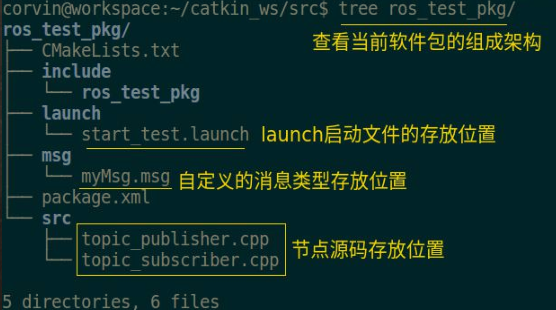 corvin@workspace:~/catkin_ws/src$ tree ros_test_pkg/
查看当前软件包的组成架构
ros_test_pkg/
├── CMakeLists.txt
├── include
│   └── ros_test_pkg
├── launch
│   └── start_test.launch launch启动文件的存放位置
├── msg
│   └── myMsg.msg 自定义的消息类型存放位置
├── package.xml
└── src
    ├── topic_publisher.cpp 节点源码存放位置
    └── topic_subscriber.cpp
5 directories, 6 files